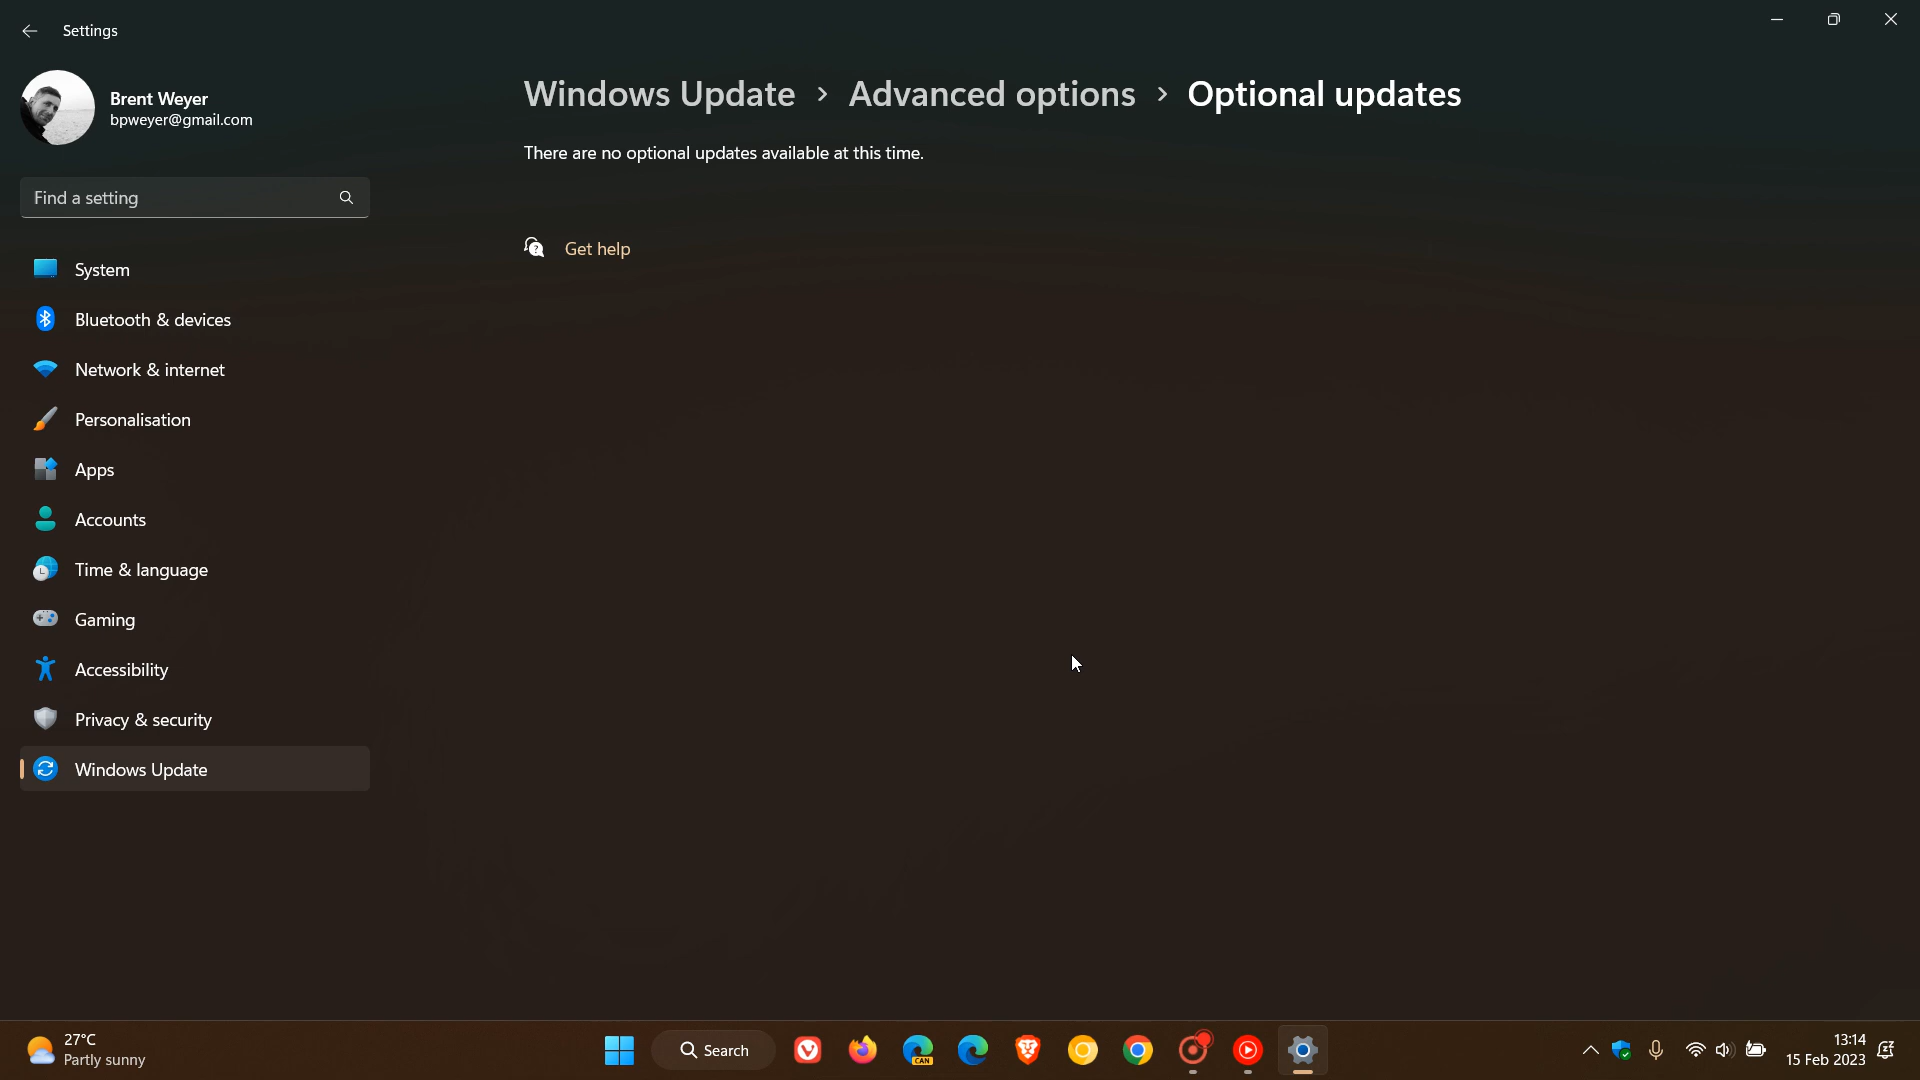 Settings
Brent Weyer
bpweyer@gmail.com
Find a setting
System
Bluetooth & devices
Network & internet
Personalisation
Apps
Accounts
Time & language
Gaming
Accessibility
Privacy & security
Windows Update
Windows Update > Advanced options > Optional updates
There are no optional updates available at this time.
Get help
27°C
Partly sunny
Search
CAN
13:14
15 Feb 2023